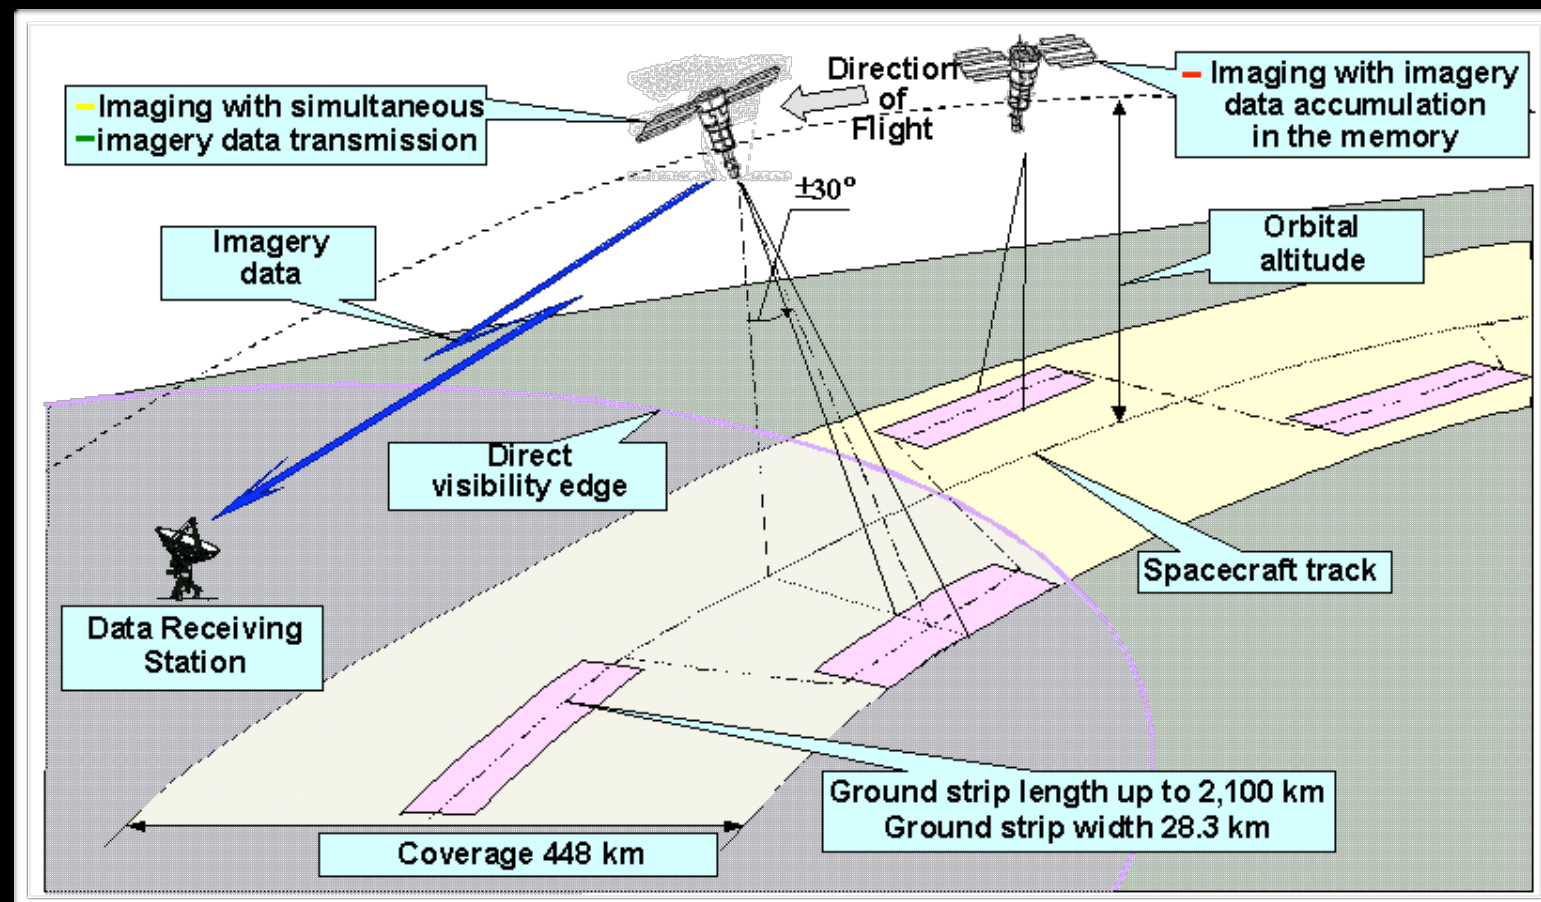 Imaging with simultaneous
imagery data transmission
Direction
of
Flight
Imaging with imagery
data accumulation
in the memory
±30°
Imagery
data
Orbital
altitude
Direct
visibility edge
Spacecraft track
Data Receiving
Station
Ground strip length up to 2,100 km
Ground strip width 28.3 km
Coverage 448 km